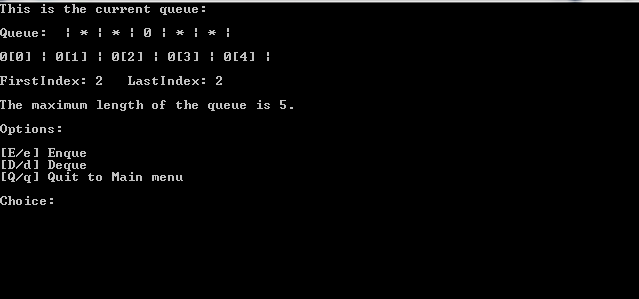 This is the current queue:
Queue:  ¦ * ¦ * ¦ 0 ¦ * ¦ * ¦
0[0] ¦ 0[1] ¦ 0[2] ¦ 0[3] ¦ 0[4] ¦
FirstIndex: 2   LastIndex: 2
The maximum length of the queue is 5.
Options:
[E/e] Enque
[D/d] Deque
[Q/q] Quit to Main menu
Choice: